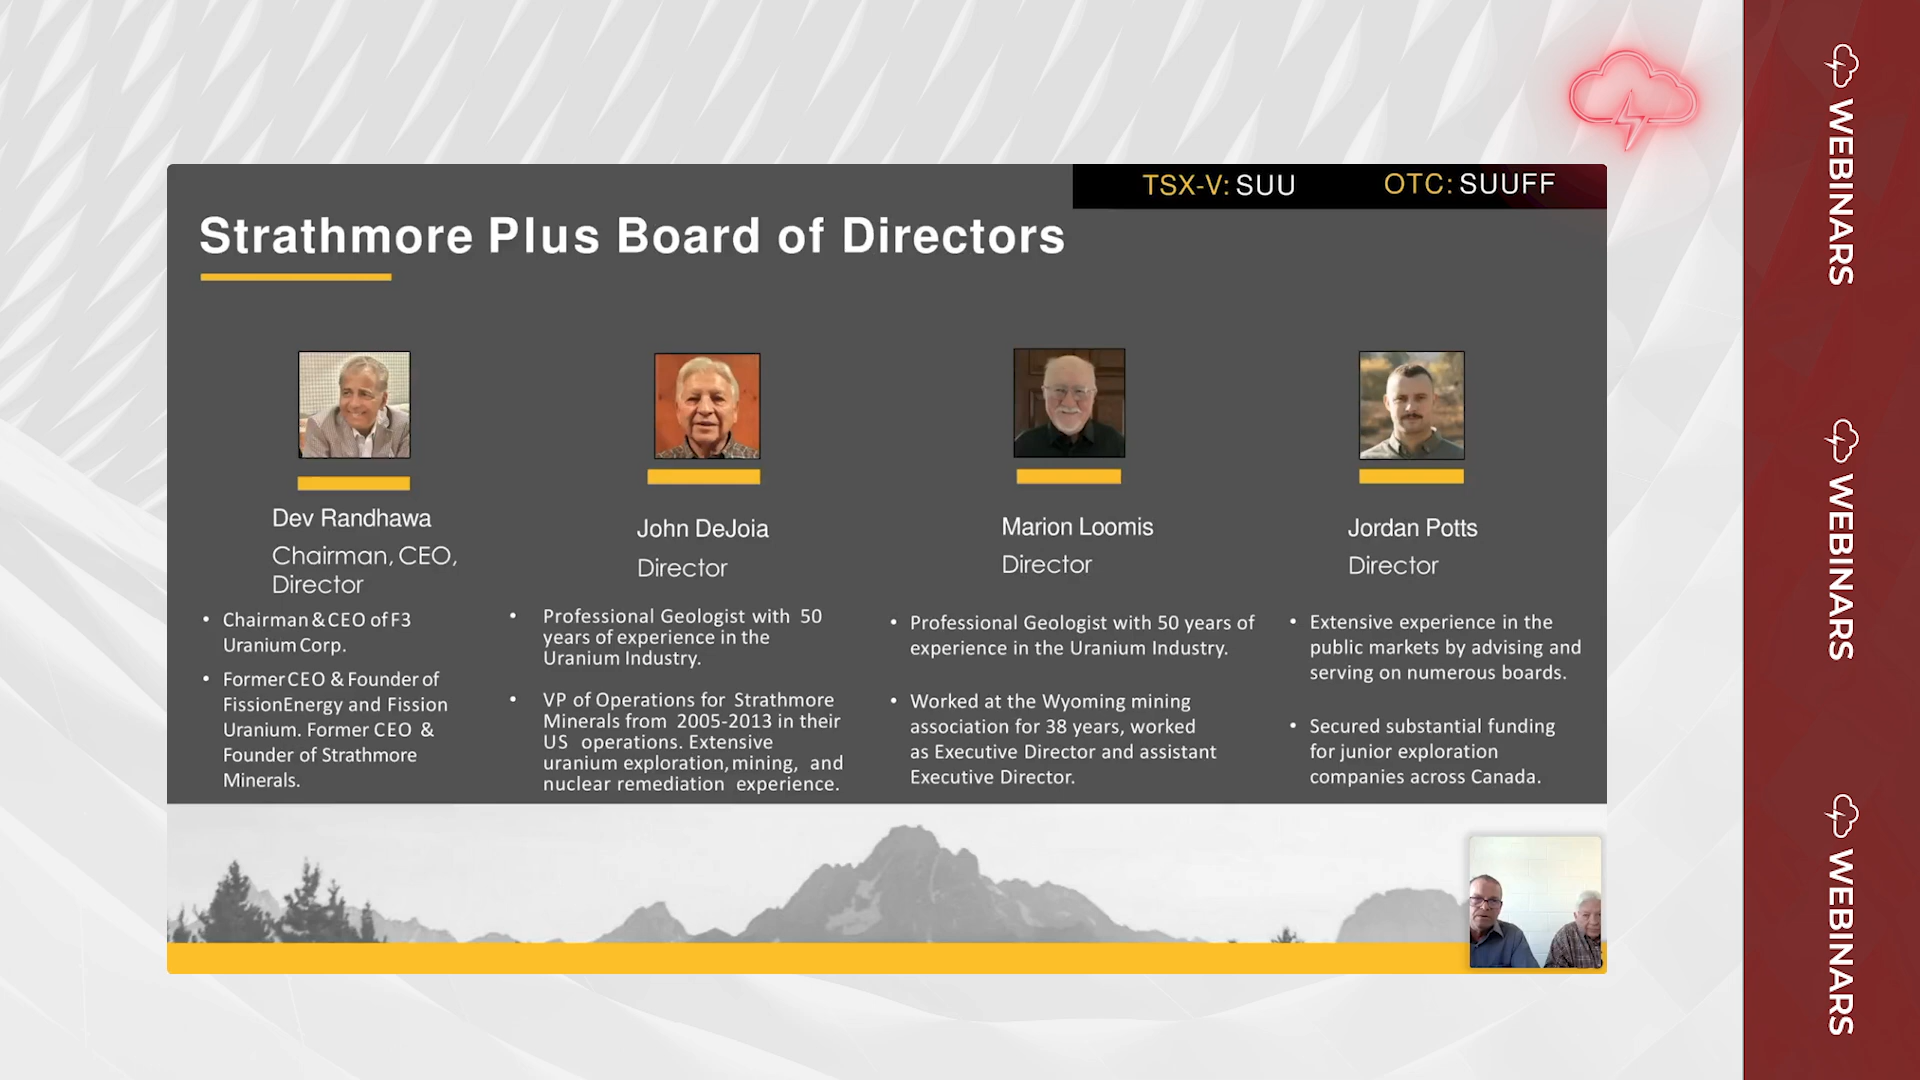 TSX-V: SUU
OTC: SUUFF
Strathmore Plus Board of Directors
Dev Randhawa
Chairman, CEO,
Director
• Chairman & CEO of F3
Uranium Corp.
• Former CEO & Founder of
FissionEnergy and Fission
Uranium. Former CEO &
Founder of Strathmore
Minerals.
John DeJoia
Director
• Professional Geologist with 50
years of experience in the
Uranium Industry.
• VP of Operations for Strathmore
Minerals from 2005-2013 in their
US operations. Extensive
uranium exploration, mining, and
nuclear remediation experience.
Marion Loomis
Director
• Professional Geologist with 50 years of
experience in the Uranium Industry.
• Worked at the Wyoming mining
association for 38 years, worked
as Executive Director and assistant
Executive Director.
Jordan Potts
Director
• Extensive experience in the
public markets by advising and
serving on numerous boards.
• Secured substantial funding
for junior exploration
companies across Canada.
WEBINARS
WEBINARS
WEBINARS